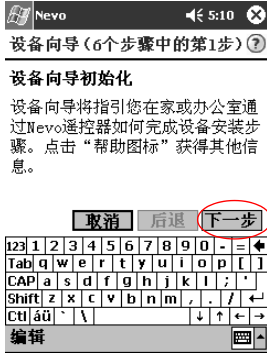 Nevo 5:10
设备向导(6个步骤中的第1步) ?
设备向导初始化
设备向导将指引您在家或办公室通
过Nevo遥控器如何完成设备安装步
骤。点击“帮助图标”获得其他信
息。
取消 后退 下一步
123 1 2 3 4 5 6 7 8 9 0 - =
Tab q w e r t y u i o p [ ]
CAP a s d f g h j k l ; '
Shift z x c v b n m , . /
Ctl áü ` \
编辑